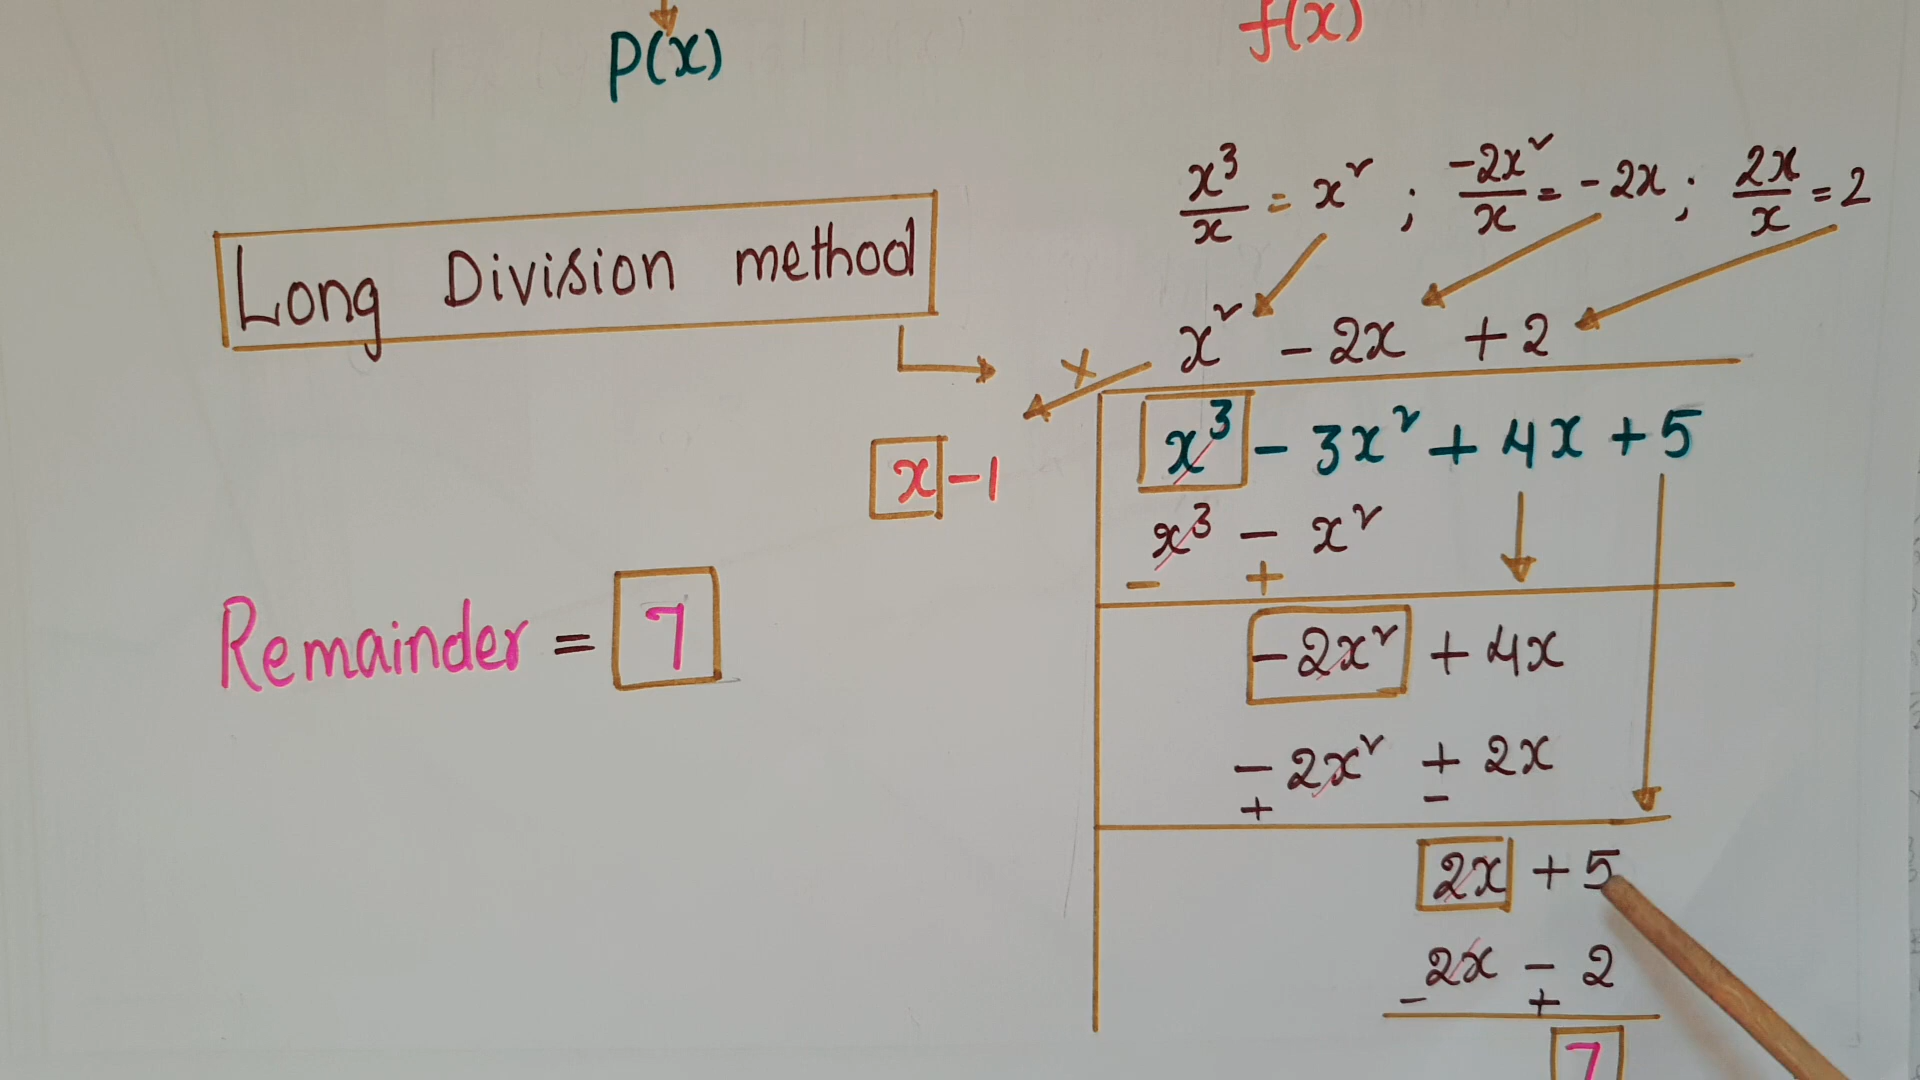 P(x) f(x)
x³/x = x² ; -2x²/x = -2x ; 2x/x = 2
Long Division method
x² - 2x + 2
×
x - 1
x³ - 3x² + 4x + 5
x³ - x²
- +
Remainder = 7
-2x² + 4x
- 2x² + 2x
+ -
2x + 5
2x - 2
- +
7